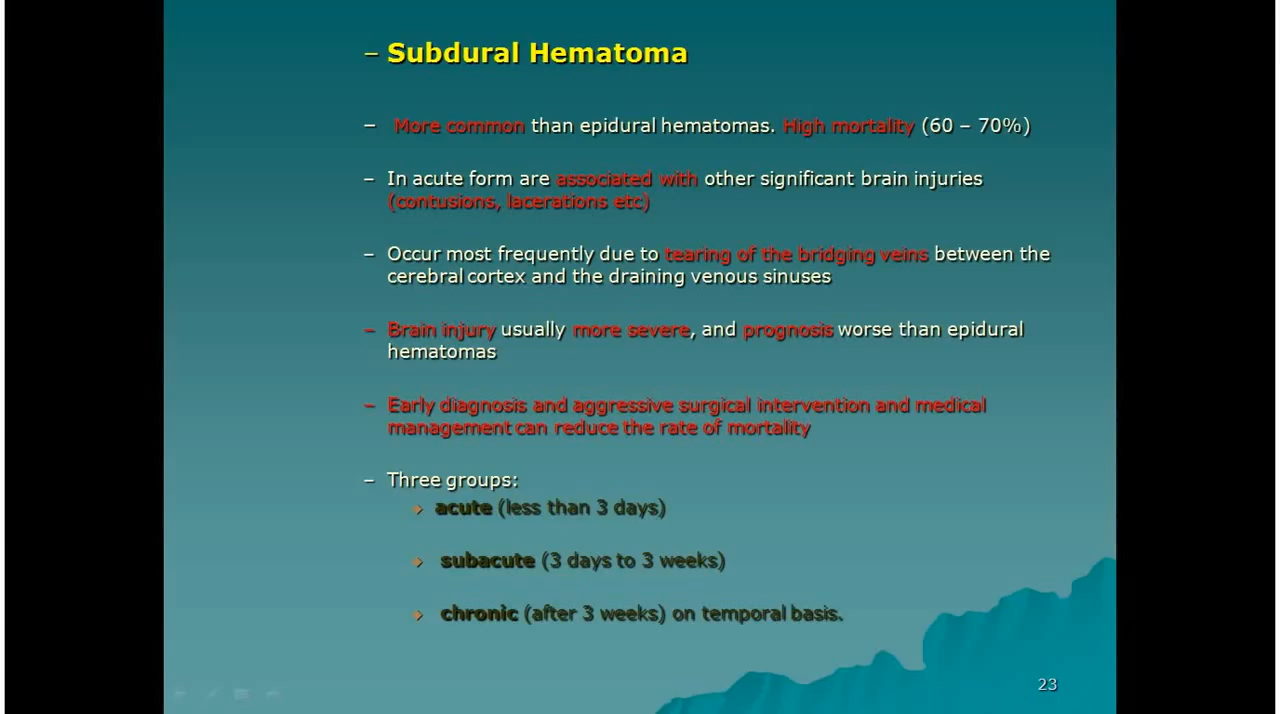 – Subdural Hematoma
– More common than epidural hematomas. High mortality (60 – 70%)
– In acute form are associated with other significant brain injuries
(contusions, lacerations etc)
– Occur most frequently due to tearing of the bridging veins between the
cerebral cortex and the draining venous sinuses
– Brain injury usually more severe, and prognosis worse than epidural
hematomas
– Early diagnosis and aggressive surgical intervention and medical
management can reduce the rate of mortality
– Three groups:
acute (less than 3 days)
subacute (3 days to 3 weeks)
chronic (after 3 weeks) on temporal basis.
23